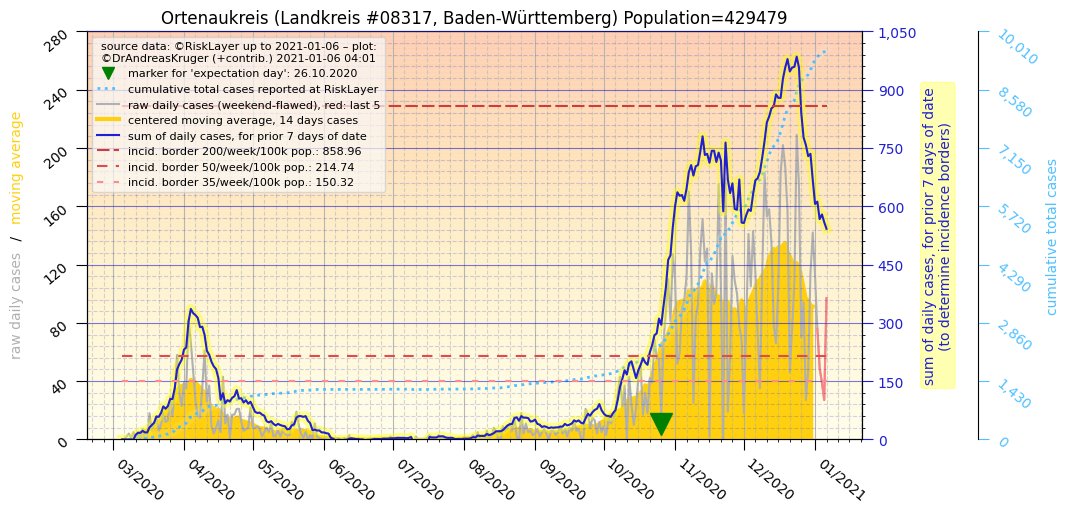 Ortenaukreis (Landkreis #08317, Baden-Württemberg) Population=429479
source data: ©RiskLayer up to 2021-01-06 – plot:
©DrAndreasKruger (+contrib.) 2021-01-06 04:01
marker for 'expectation day': 26.10.2020
cumulative total cases reported at RiskLayer
raw daily cases (weekend-flawed), red: last 5
centered moving average, 14 days cases
sum of daily cases, for prior 7 days of date
incid. border 200/week/100k pop.: 858.96
incid. border 50/week/100k pop.: 214.74
incid. border 35/week/100k pop.: 150.32
raw daily cases / moving average
280
240
200
160
120
80
40
0
03/2020
04/2020
05/2020
06/2020
07/2020
08/2020
09/2020
10/2020
11/2020
12/2020
01/2021
1,050
900
750
600
450
300
150
0
sum of daily cases, for prior 7 days of date
(to determine incidence borders)
10,010
8,580
7,150
5,720
4,290
2,860
1,430
0
cumulative total cases